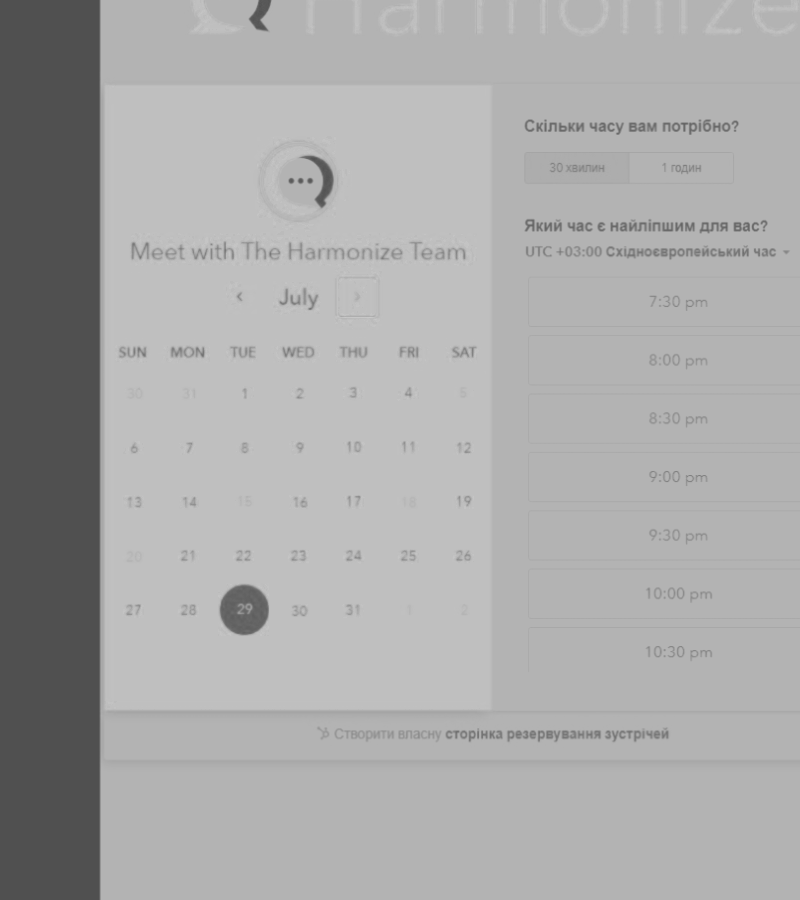 Harmonize
Meet with The Harmonize Team
July
SUN MON TUE WED THU FRI SAT
30 31 1 2 3 4 5
6 7 8 9 10 11 12
13 14 15 16 17 18 19
20 21 22 23 24 25 26
27 28 29 30 31 1 2
Скільки часу вам потрібно?
30 хвилин 1 годин
Який час є найліпшим для вас?
UTC +03:00 Східноєвропейський час
7:30 pm
8:00 pm
8:30 pm
9:00 pm
9:30 pm
10:00 pm
10:30 pm
Створити власну сторінка резервування зустрічей